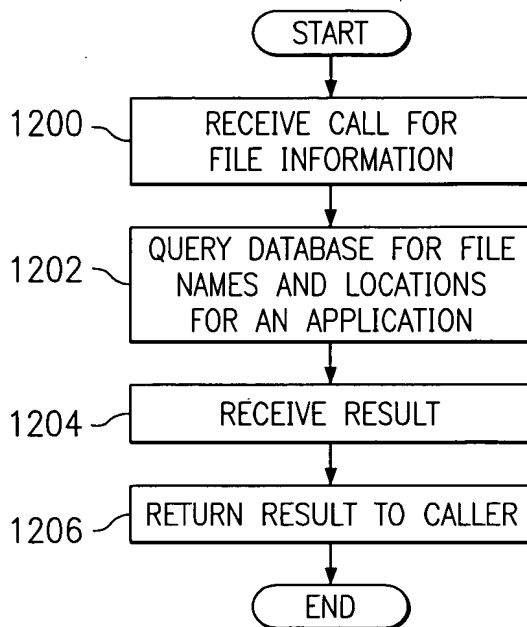 START
1200
RECEIVE CALL FOR
FILE INFORMATION
1202
QUERY DATABASE FOR FILE
NAMES AND LOCATIONS
FOR AN APPLICATION
1204
RECEIVE RESULT
1206
RETURN RESULT TO CALLER
END